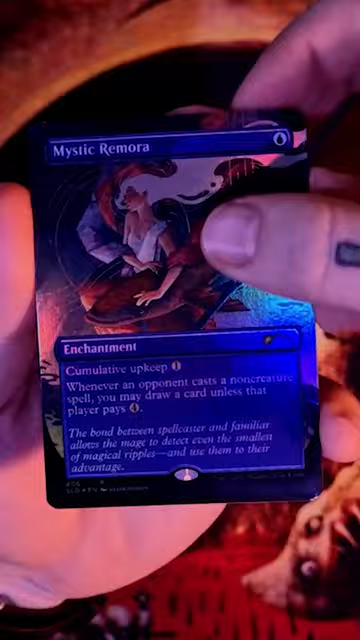 Mystic Remora
Enchantment
Cumulative upkeep 1
Whenever an opponent casts a noncreature
spell, you may draw a card unless that
player pays 4.
The bond between spellcaster and familiar
allows the mage to detect even the smallest
of magical ripples—and use them to their
advantage.
SLD
EN